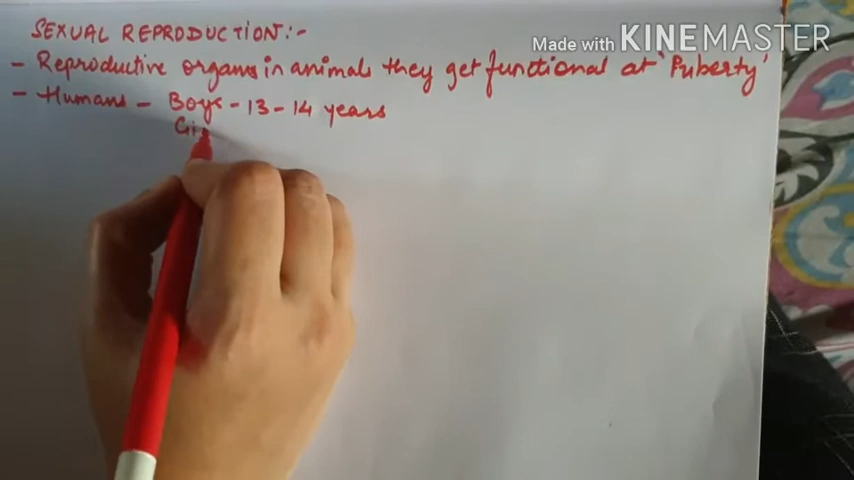 SEXUAL REPRODUCTION:-
Made with KINEMASTER
- Reproductive organs in animals they get functional at 'Puberty'
- Humans - Boys - 13 - 14 years
Gi